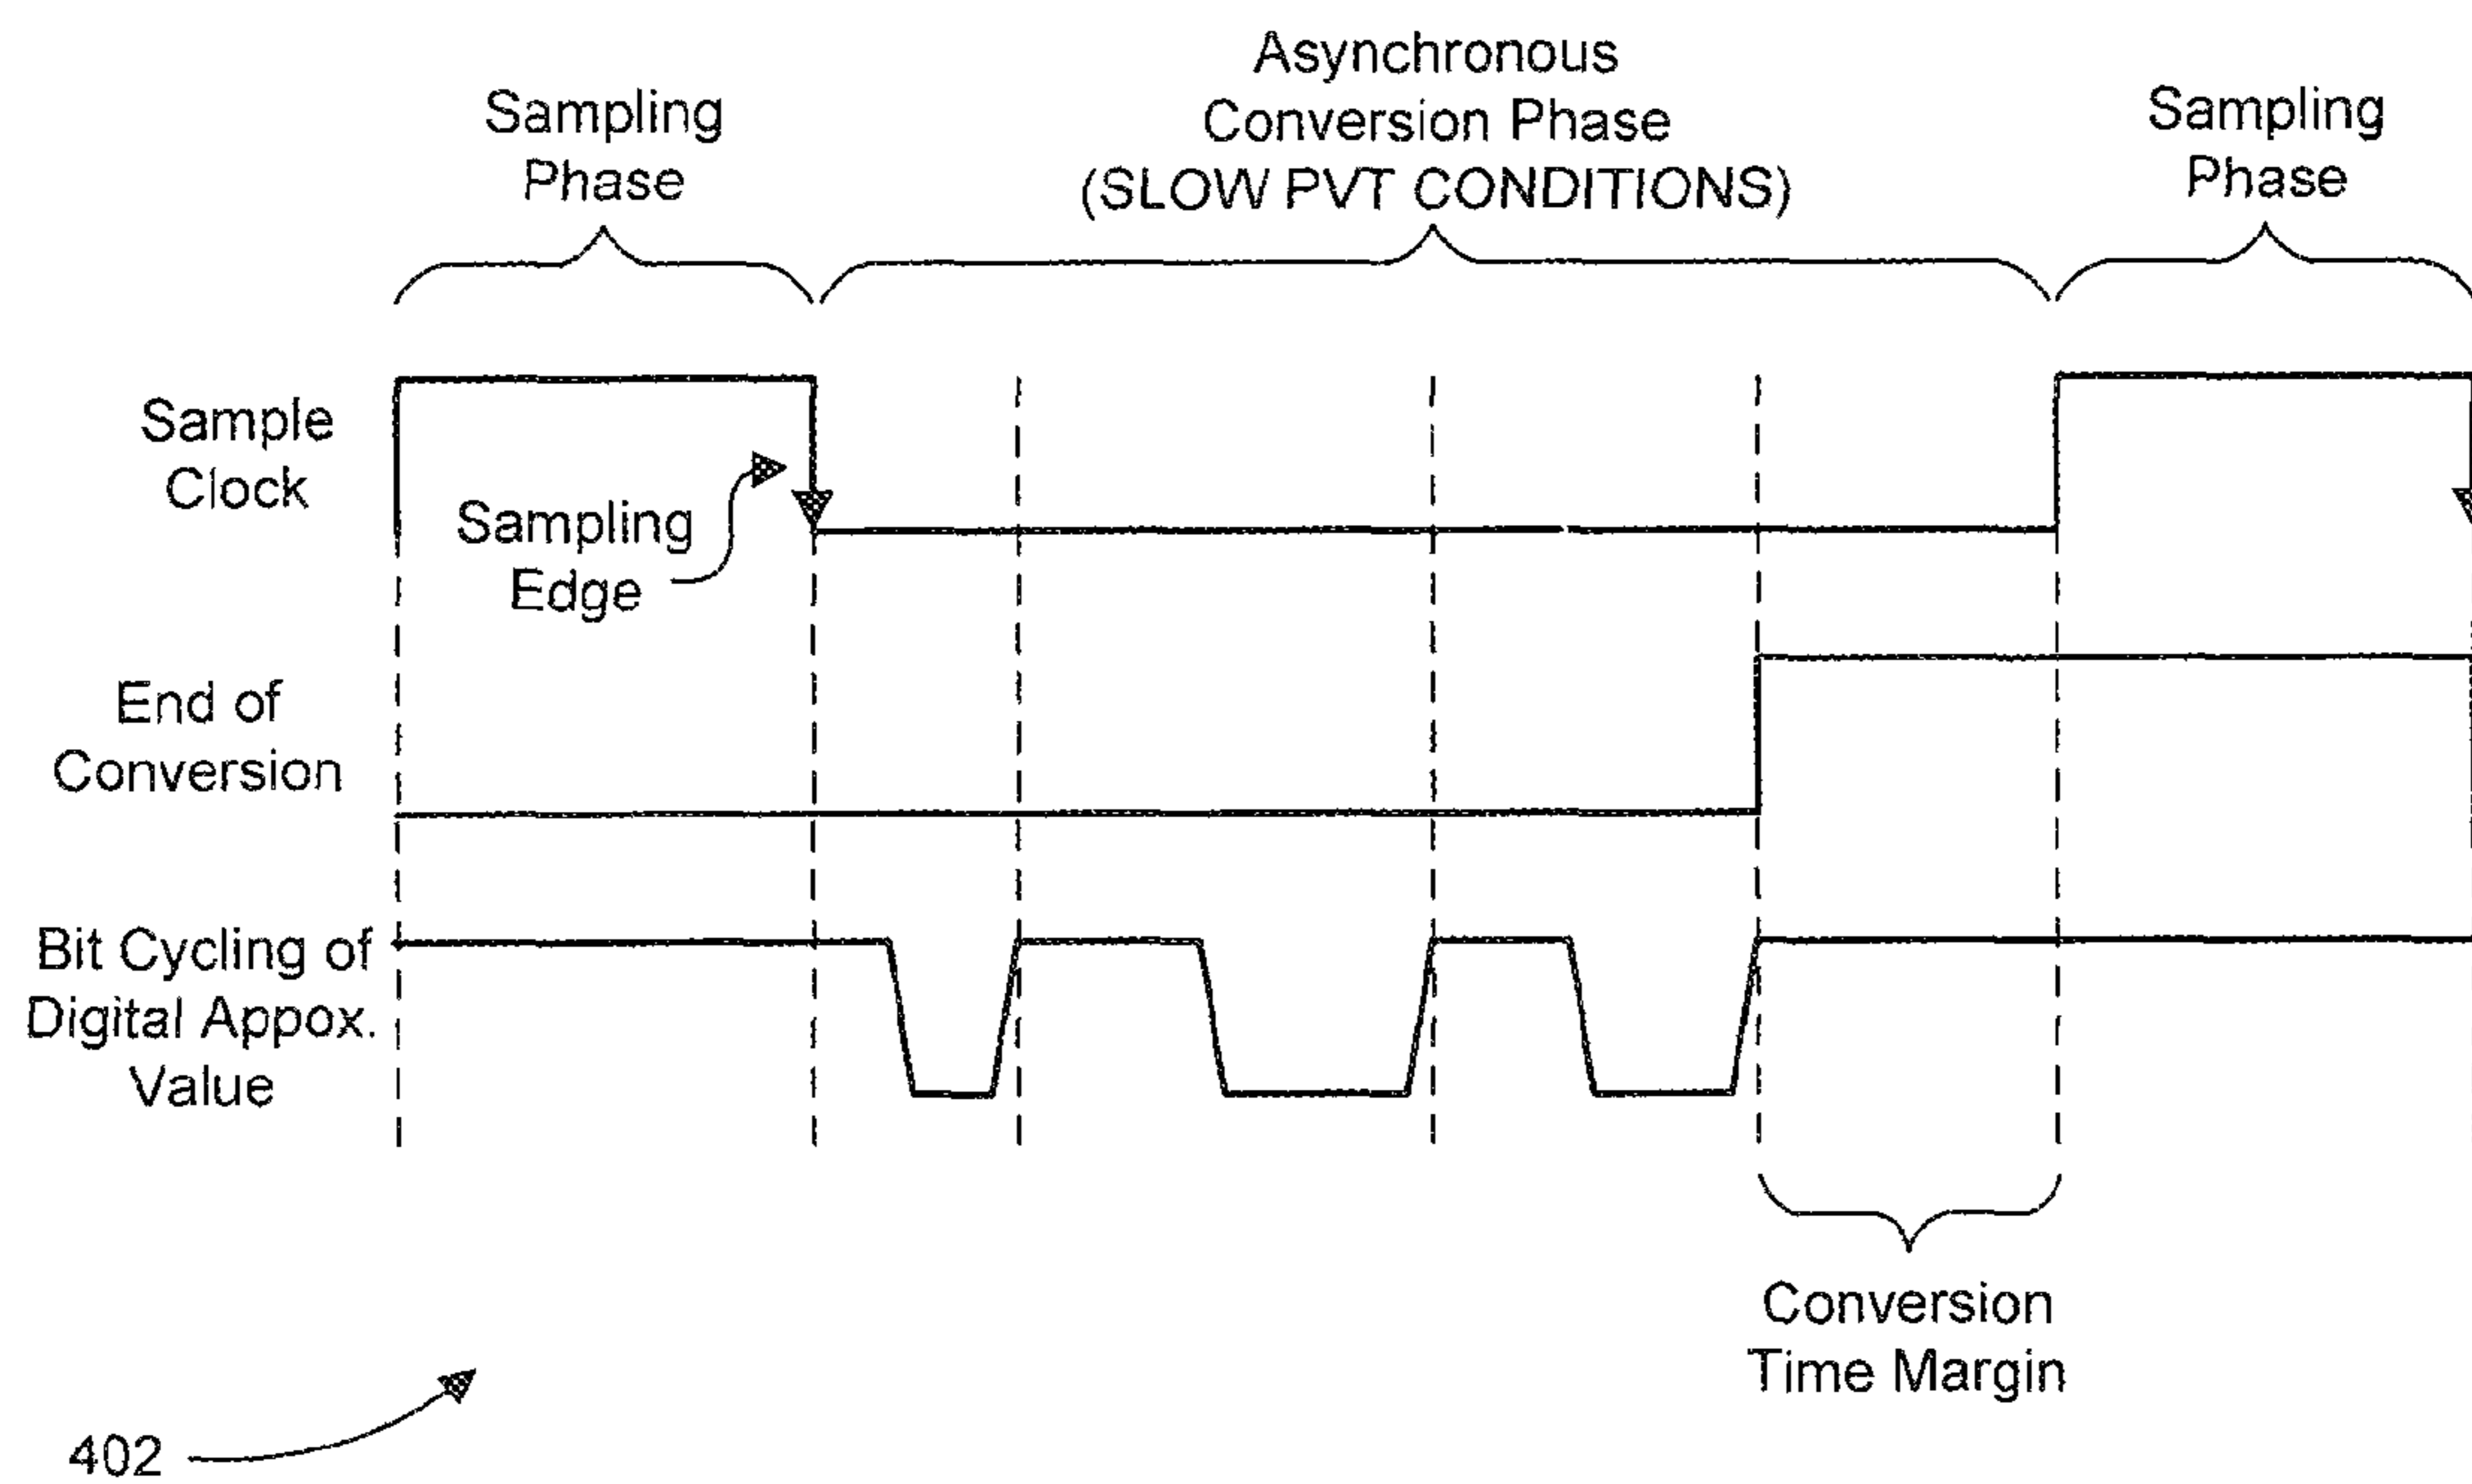 Sampling
Phase
Asynchronous
Conversion Phase
(SLOW PVT CONDITIONS)
Sampling
Phase
Sample
Clock
Sampling
Edge
End of
Conversion
Bit Cycling of
Digital Appox.
Value
Conversion
Time Margin
402